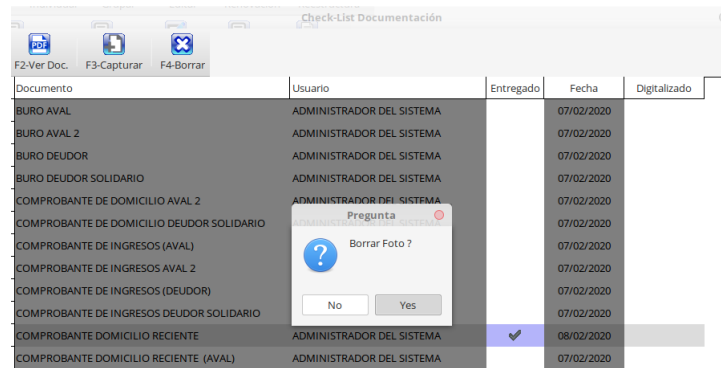 Check-List Documentación
F2-Ver Doc. F3-Capturar F4-Borrar
Documento Usuario Entregado Fecha Digitalizado
BURO AVAL ADMINISTRADOR DEL SISTEMA 07/02/2020
BURO AVAL 2 ADMINISTRADOR DEL SISTEMA 07/02/2020
BURO DEUDOR ADMINISTRADOR DEL SISTEMA 07/02/2020
BURO DEUDOR SOLIDARIO ADMINISTRADOR DEL SISTEMA 07/02/2020
COMPROBANTE DE DOMICILIO AVAL 2 ADMINISTRADOR DEL SISTEMA 07/02/2020
COMPROBANTE DE DOMICILIO DEUDOR SOLIDARIO ADMINISTRADOR DEL SISTEMA 07/02/2020
Pregunta
COMPROBANTE DE INGRESOS (AVAL) 07/02/2020
Borrar Foto ?
COMPROBANTE DE INGRESOS AVAL 2 07/02/2020
COMPROBANTE DE INGRESOS (DEUDOR) 07/02/2020
No Yes
COMPROBANTE DE INGRESOS DEUDOR SOLIDARIO 07/02/2020
COMPROBANTE DOMICILIO RECIENTE ADMINISTRADOR DEL SISTEMA 08/02/2020
COMPROBANTE DOMICILIO RECIENTE (AVAL) ADMINISTRADOR DEL SISTEMA 07/02/2020